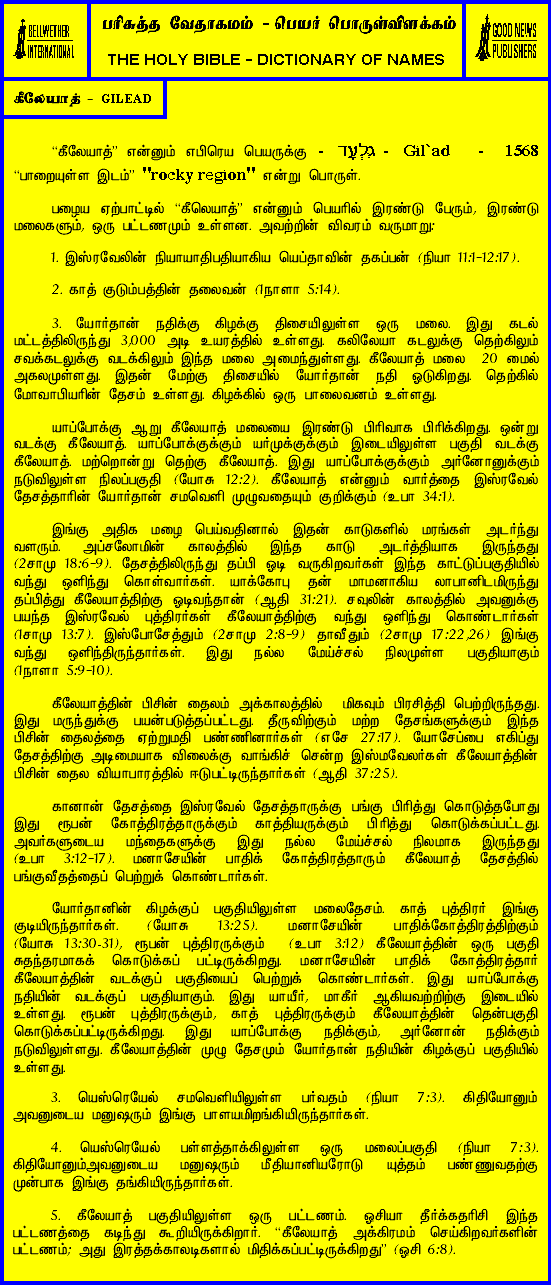 BELLWETHER
INTERNATIONAL
பரிசுத்த வேதாகமம் - பெயர் பொருள்விளக்கம்
THE HOLY BIBLE - DICTIONARY OF NAMES
GOOD NEWS
PUBLISHERS
கீலேயாத் - GILEAD
“கீலேயாத்” என்னும் எபிரெய பெயருக்கு - גִּלְעָד - Gil`ad - 1568
“பாறையுள்ள இடம்” "rocky region" என்று பொருள்.
பழைய ஏற்பாட்டில் “கீலெயாத்” என்னும் பெயரில் இரண்டு பேரும், இரண்டு
மலைகளும், ஒரு பட்டணமும் உள்ளன. அவற்றின் விவரம் வருமாறு:
1. இஸ்ரவேலின் நியாயாதிபதியாகிய யெப்தாவின் தகப்பன் (நியா 11:1-12:17).
2. காத் குடும்பத்தின் தலைவன் (1நாளா 5:14).
3. யோர்தான் நதிக்கு கிழக்கு திசையிலுள்ள ஒரு மலை. இது கடல்
மட்டத்திலிருந்து 3,000 அடி உயரத்தில் உள்ளது. கலிலேயா கடலுக்கு தெற்கிலும்
சவக்கடலுக்கு வடக்கிலும் இந்த மலை அமைந்துள்ளது. கீலேயாத் மலை 20 மைல்
அகலமுள்ளது. இதன் மேற்கு திசையில் யோர்தான் நதி ஓடுகிறது. தெற்கில்
மோவாபியரின் தேசம் உள்ளது. கிழக்கில் ஒரு பாலைவனம் உள்ளது.
யாப்போக்கு ஆறு கீலேயாத் மலையை இரண்டு பிரிவாக பிரிக்கிறது. ஒன்று
வடக்கு கீலேயாத். யாப்போக்குக்கும் யர்முக்குக்கும் இடையிலுள்ள பகுதி வடக்கு
கீலேயாத். மற்றொன்று தெற்கு கீலேயாத். இது யாப்போக்குக்கும் அர்னோனுக்கும்
நடுவிலுள்ள நிலப்பகுதி (யோசு 12:2). கீலேயாத் என்னும் வார்த்தை இஸ்ரவேல்
தேசத்தாரின் யோர்தான் சமவெளி முழுவதையும் குறிக்கும் (உபா 34:1).
இங்கு அதிக மழை பெய்வதினால் இதன் காடுகளில் மரங்கள் அடர்ந்து
வளரும். அப்சலோமின் காலத்தில் இந்த காடு அடர்த்தியாக இருந்தது
(2சாமு 18:6-9). தேசத்திலிருந்து தப்பி ஓடி வருகிறவர்கள் இந்த காட்டுப்பகுதியில்
வந்து ஒளிந்து கொள்வார்கள். யாக்கோபு தன் மாமனாகிய லாபானிடமிருந்து
தப்பித்து கீலேயாத்திற்கு ஓடிவந்தான் (ஆதி 31:21). சவுலின் காலத்தில் அவனுக்கு
பயந்த இஸ்ரவேல் புத்திரர்கள் கீலேயாத்திற்கு வந்து ஒளிந்து கொண்டார்கள்
(1சாமு 13:7). இஸ்போசேத்தும் (2சாமு 2:8-9) தாவீதும் (2சாமு 17:22,26) இங்கு
வந்து ஒளிந்திருந்தார்கள். இது நல்ல மேய்ச்சல் நிலமுள்ள பகுதியாகும்
(1நாளா 5:9-10).
கீலேயாத்தின் பிசின் தைலம் அக்காலத்தில் மிகவும் பிரசித்தி பெற்றிருந்தது.
இது மருந்துக்கு பயன்படுத்தப்பட்டது. தீருவிற்கும் மற்ற தேசங்களுக்கும் இந்த
பிசின் தைலத்தை ஏற்றுமதி பண்ணினார்கள் (எசே 27:17). யோசேப்பை எகிப்து
தேசத்திற்கு அடிமையாக விலைக்கு வாங்கிச் சென்ற இஸ்மவேலர்கள் கீலேயாத்தின்
பிசின் தைல வியாபாரத்தில் ஈடுபட்டிருந்தார்கள் (ஆதி 37:25).
கானான் தேசத்தை இஸ்ரவேல் தேசத்தாருக்கு பங்கு பிரித்து கொடுத்தபோது
இது ரூபன் கோத்திரத்தாருக்கும் காத்தியருக்கும் பிரித்து கொடுக்கப்பட்டது.
அவர்களுடைய மந்தைகளுக்கு இது நல்ல மேய்ச்சல் நிலமாக இருந்தது
(உபா 3:12-17). மனாசேயின் பாதிக் கோத்திரத்தாரும் கீலேயாத் தேசத்தில்
பங்குவீதத்தைப் பெற்றுக் கொண்டார்கள்.
யோர்தானின் கிழக்குப் பகுதியிலுள்ள மலைதேசம். காத் புத்திரர் இங்கு
குடியிருந்தார்கள். (யோசு 13:25). மனாசேயின் பாதிக்கோத்திரத்திற்கும்
(யோசு 13:30-31), ரூபன் புத்திரருக்கும் (உபா 3:12) கீலேயாத்தின் ஒரு பகுதி
சுதந்தரமாகக் கொடுக்கப் பட்டிருக்கிறது. மனாசேயின் பாதிக் கோத்திரத்தார்
கீலேயாத்தின் வடக்குப் பகுதியைப் பெற்றுக் கொண்டார்கள். இது யாப்போக்கு
நதியின் வடக்குப் பகுதியாகும். இது யாயீர், மாகீர் ஆகியவற்றிற்கு இடையில்
உள்ளது. ரூபன் புத்திரருக்கும், காத் புத்திரருக்கும் கீலேயாத்தின் தென்பகுதி
கொடுக்கப்பட்டிருக்கிறது. இது யாப்போக்கு நதிக்கும், அர்னோன் நதிக்கும்
நடுவிலுள்ளது. கீலேயாத்தின் முழு தேசமும் யோர்தான் நதியின் கிழக்குப் பகுதியில்
உள்ளது.
3. யெஸ்ரெயேல் சமவெளியிலுள்ள பர்வதம் (நியா 7:3). கிதியோனும்
அவனுடைய மனுஷரும் இங்கு பாளயமிறங்கியிருந்தார்கள்.
4. யெஸ்ரெயேல் பள்ளத்தாக்கிலுள்ள ஒரு மலைப்பகுதி (நியா 7:3).
கிதியோனும்அவனுடைய மனுஷரும் மீதியானியரோடு யுத்தம் பண்ணுவதற்கு
முன்பாக இங்கு தங்கியிருந்தார்கள்.
5. கீலேயாத் பகுதியிலுள்ள ஒரு பட்டணம். ஓசியா தீர்க்கதரிசி இந்த
பட்டணத்தை கடிந்து கூறியிருக்கிறார். “கீலேயாத் அக்கிரமம் செய்கிறவர்களின்
பட்டணம்; அது இரத்தக்காலடிகளால் மிதிக்கப்பட்டிருக்கிறது” (ஓசி 6:8).